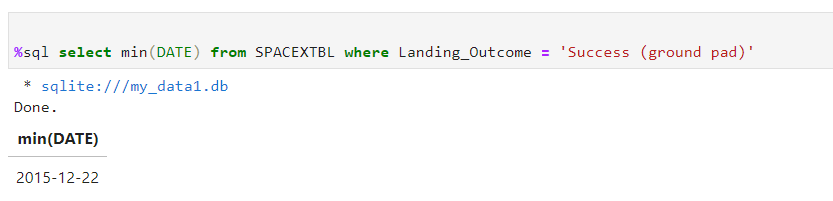 %sql select min(DATE) from SPACEXTBL where Landing_Outcome = 'Success (ground pad)'
* sqlite:///my_data1.db
Done.
min(DATE)
2015-12-22